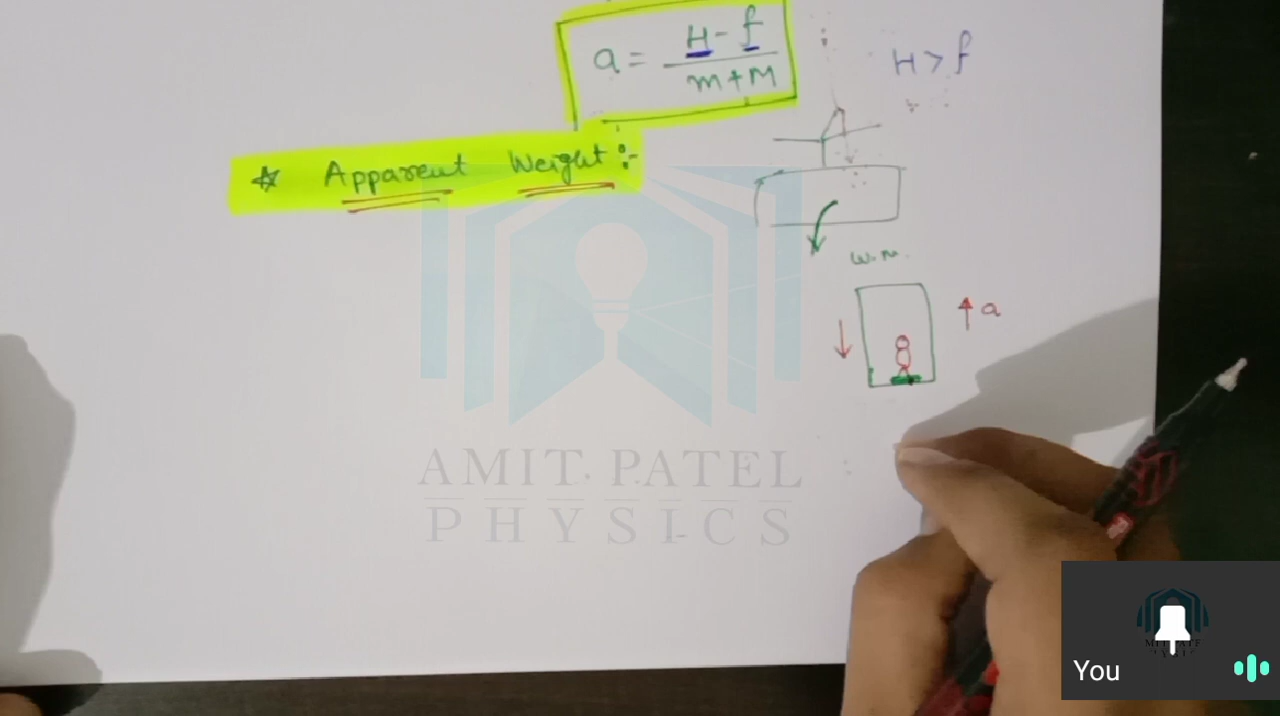 a = H - f
m + M
H > f
☆ Apparent Weight :-
W.M.
↑ a
AMIT PATEL
PHYSICS
You